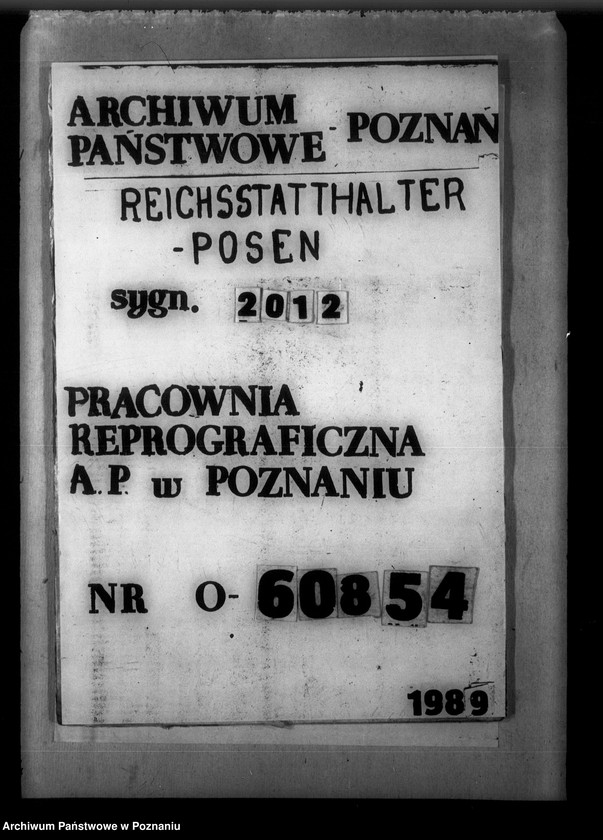 ARCHIWUM
PAŃSTWOWE - POZNAŃ
REICHSSTATTHALTER
-POSEN
sygn. 2012
PRACOWNIA
REPROGRAFICZNA
A.P. w POZNANIU
NR O-60854
1989
Archiwum Państwowe w Poznaniu